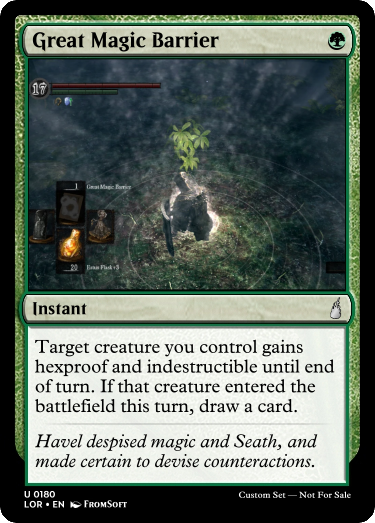 Great Magic Barrier
17
1
Great Magic Barrier
20
Estus Flask+3
Instant
Target creature you control gains
hexproof and indestructible until end
of turn. If that creature entered the
battlefield this turn, draw a card.
Havel despised magic and Seath, and
made certain to devise counteractions.
U 0180
LOR • EN FROMSOFT
Custom Set — Not For Sale